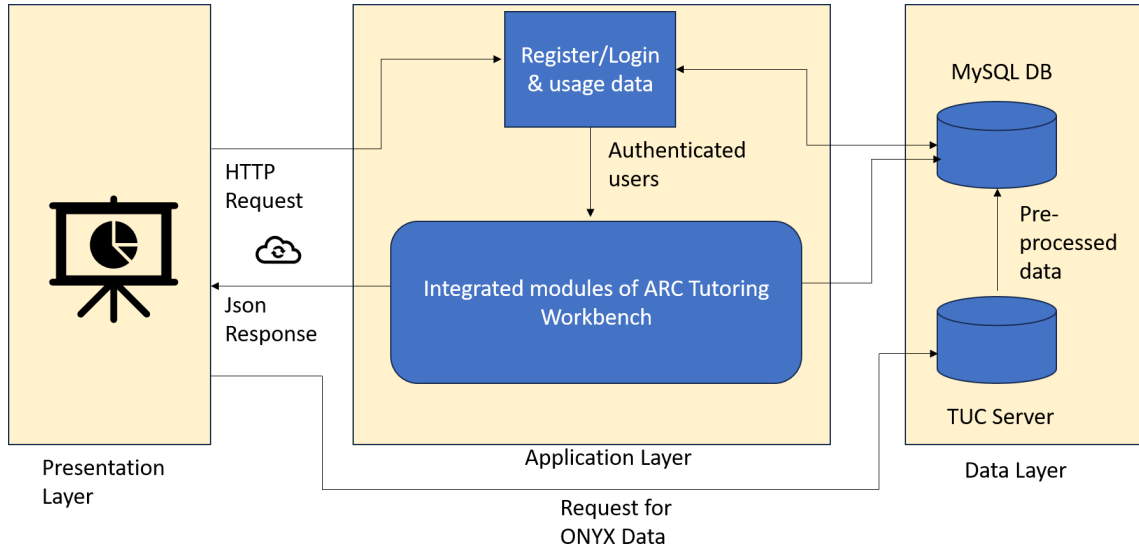 Register/Login
& usage data
MySQL DB
HTTP
Request
Authenticated
users
Pre-
processed
data
Integrated modules of ARC Tutoring
Workbench
Json
Response
TUC Server
Presentation
Layer
Application Layer
Data Layer
Request for
ONYX Data